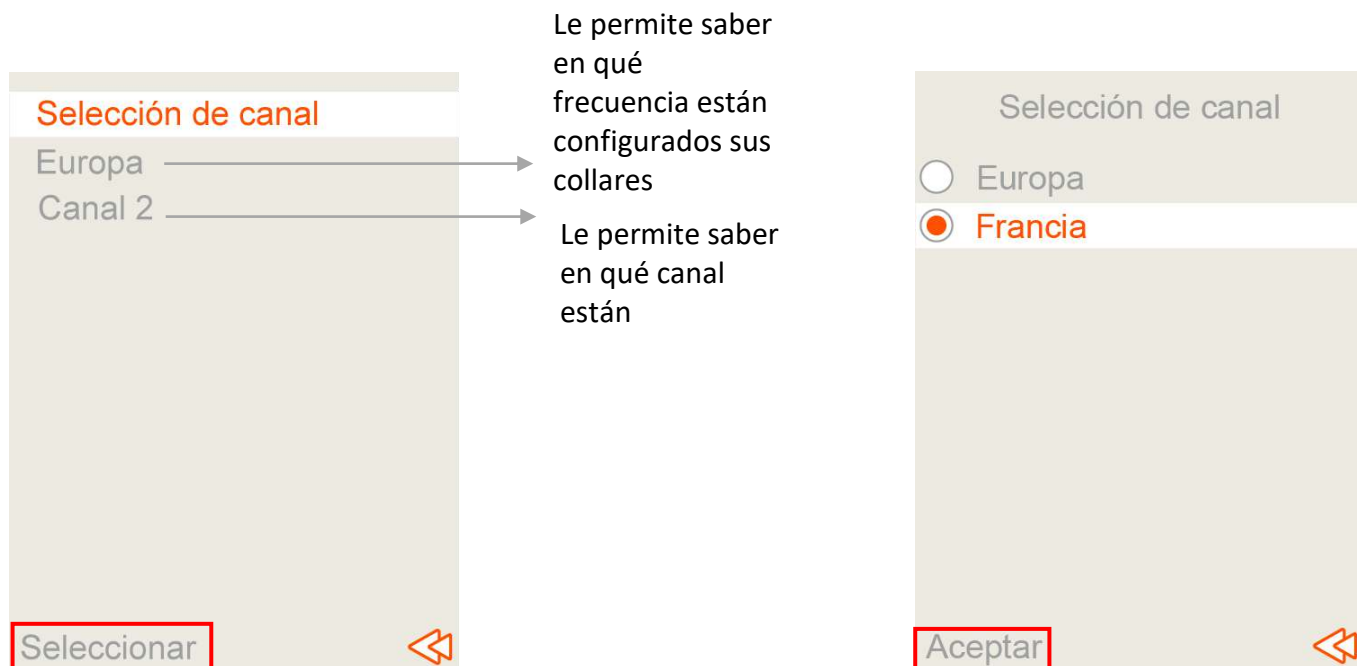 Selección de canal
Europa
Canal 2
Seleccionar
Le permite saber
en qué
frecuencia están
configurados sus
collares
Le permite saber
en qué canal
están
Selección de canal
Europa
Francia
Aceptar